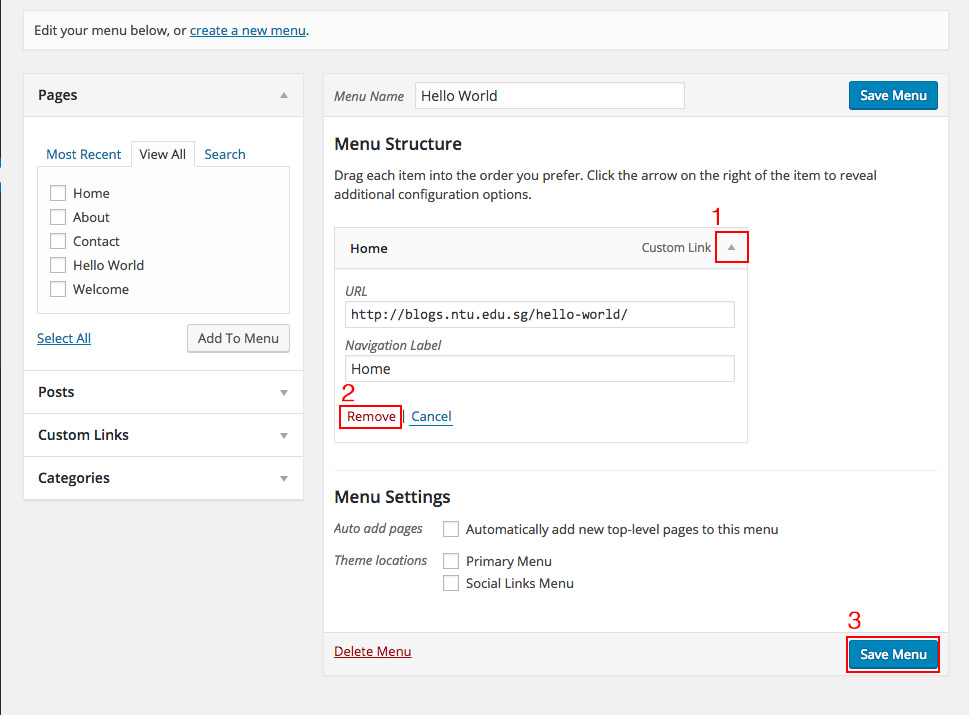 Edit your menu below, or create a new menu.
Pages
Most Recent View All Search
Home
About
Contact
Hello World
Welcome
Select All Add To Menu
Posts
Custom Links
Categories
Menu Name Hello World Save Menu
Menu Structure
Drag each item into the order you prefer. Click the arrow on the right of the item to reveal
additional configuration options.
1
Home Custom Link
URL
http://blogs.ntu.edu.sg/hello-world/
Navigation Label
Home
2
Remove | Cancel
Menu Settings
Auto add pages Automatically add new top-level pages to this menu
Theme locations Primary Menu
Social Links Menu
3
Delete Menu Save Menu